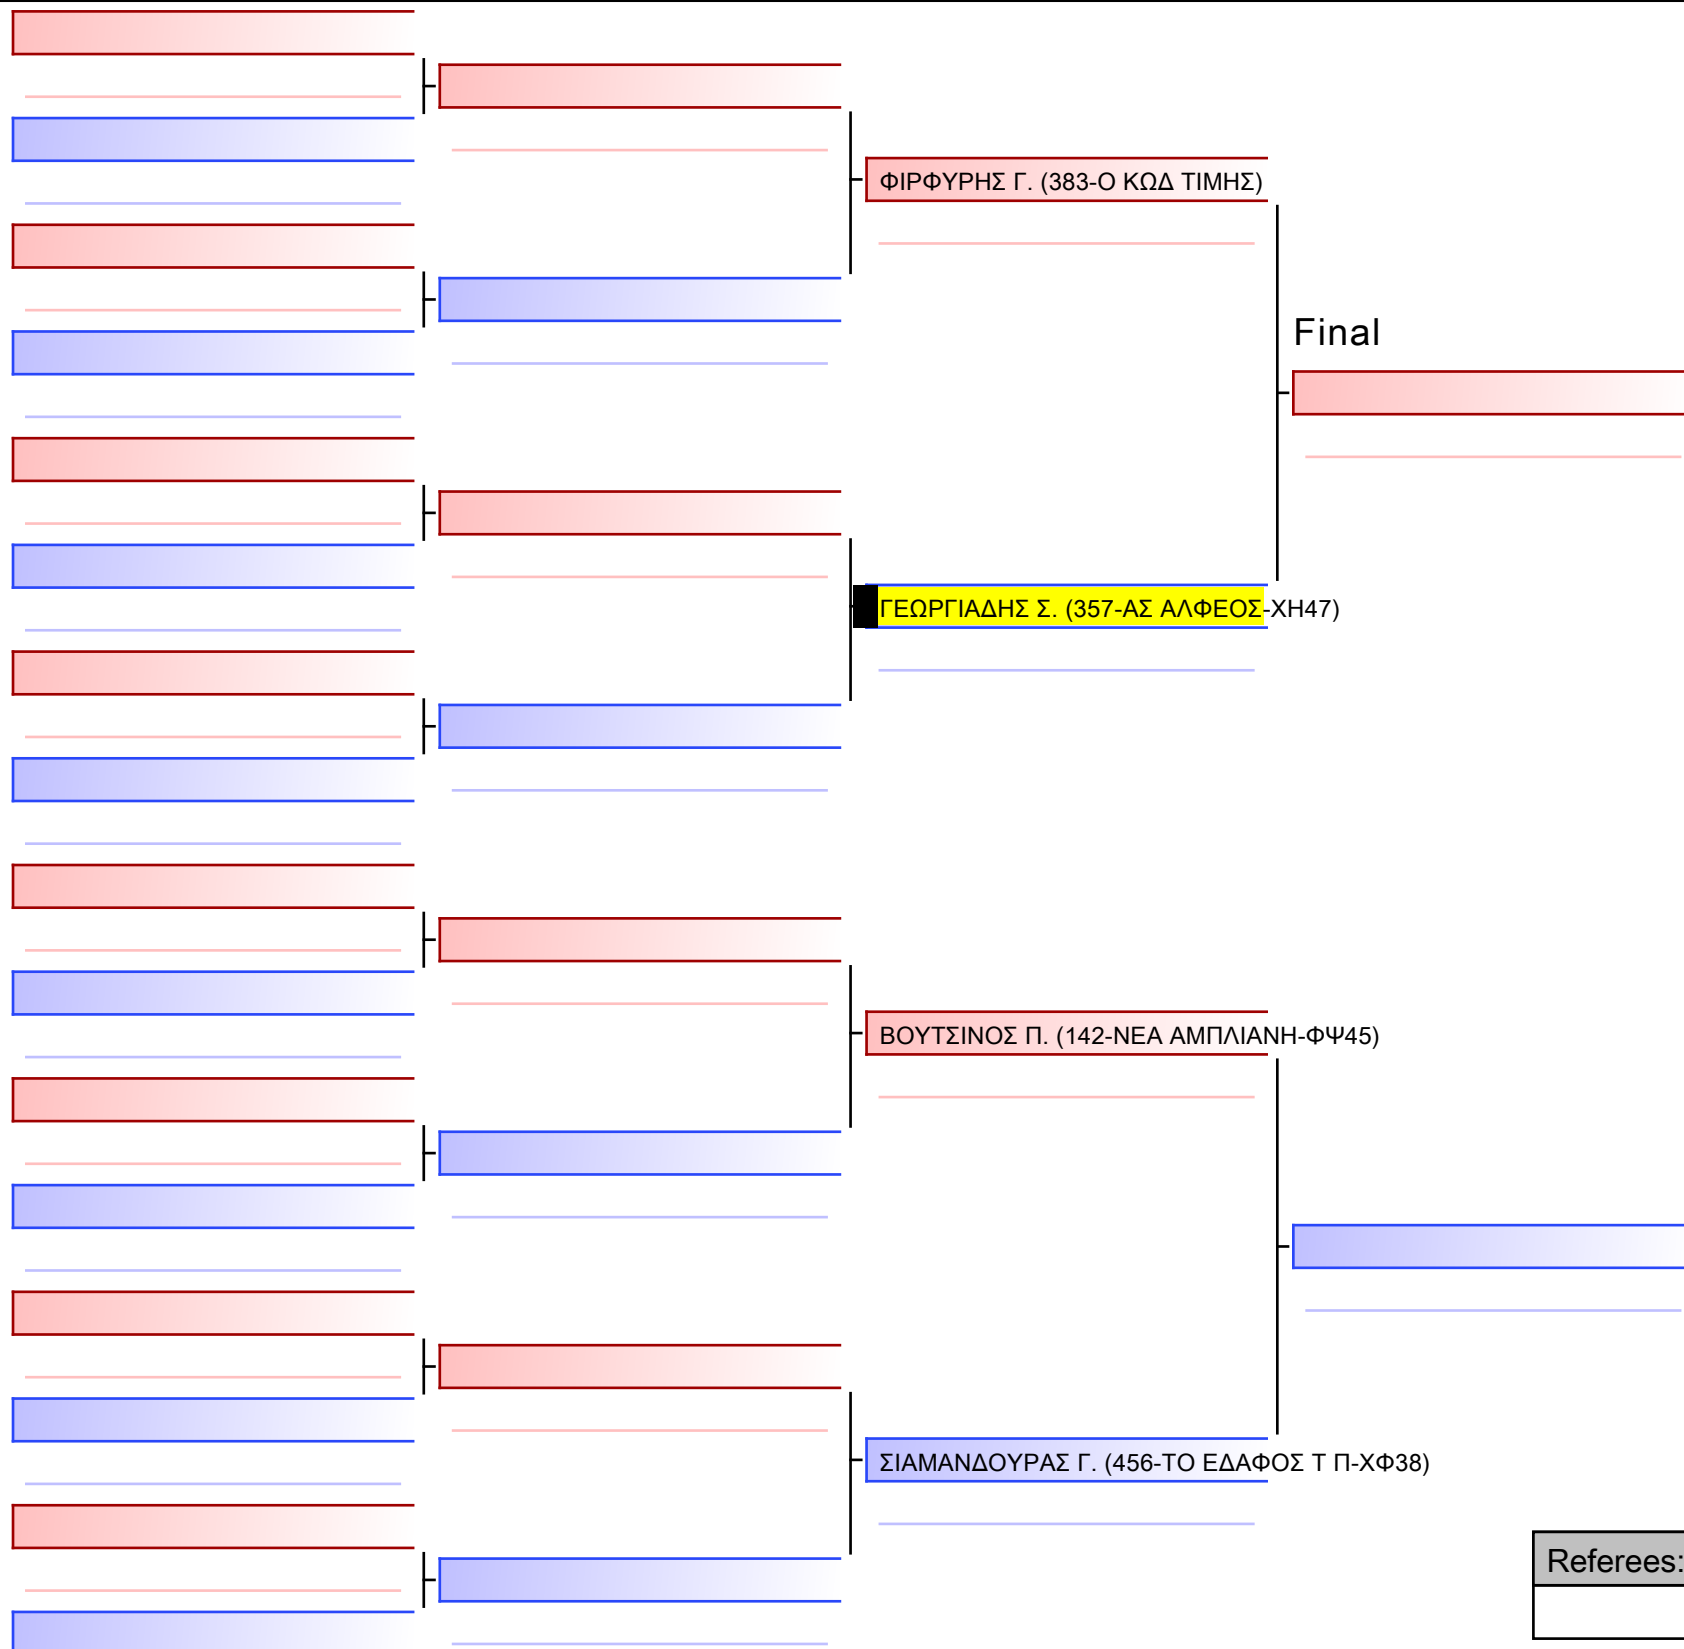 ΦΙΡΦΥΡΗΣ Γ. (383-Ο ΚΩΔ ΤΙΜΗΣ)
Final
ΓΕΩΡΓΙΑΔΗΣ Σ. (357-ΑΣ ΑΛΦΕΟΣ-ΧΗ47)
ΒΟΥΤΣΙΝΟΣ Π. (142-ΝΕΑ ΑΜΠΛΙΑΝΗ-ΦΨ45)
ΣΙΑΜΑΝΔΟΥΡΑΣ Γ. (456-ΤΟ ΕΔΑΦΟΣ Τ Π-ΧΦ38)
Referees: